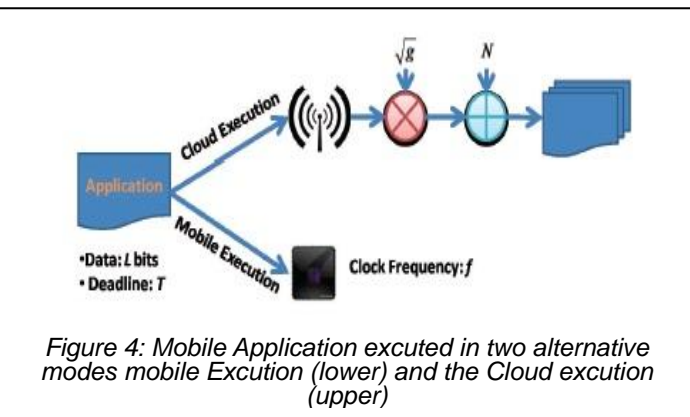 √g N
Cloud Execution
Application
Mobile Execution
•Data: L bits
• Deadline: T
Clock Frequency: f
Figure 4: Mobile Application excuted in two alternative
modes mobile Excution (lower) and the Cloud excution
(upper)